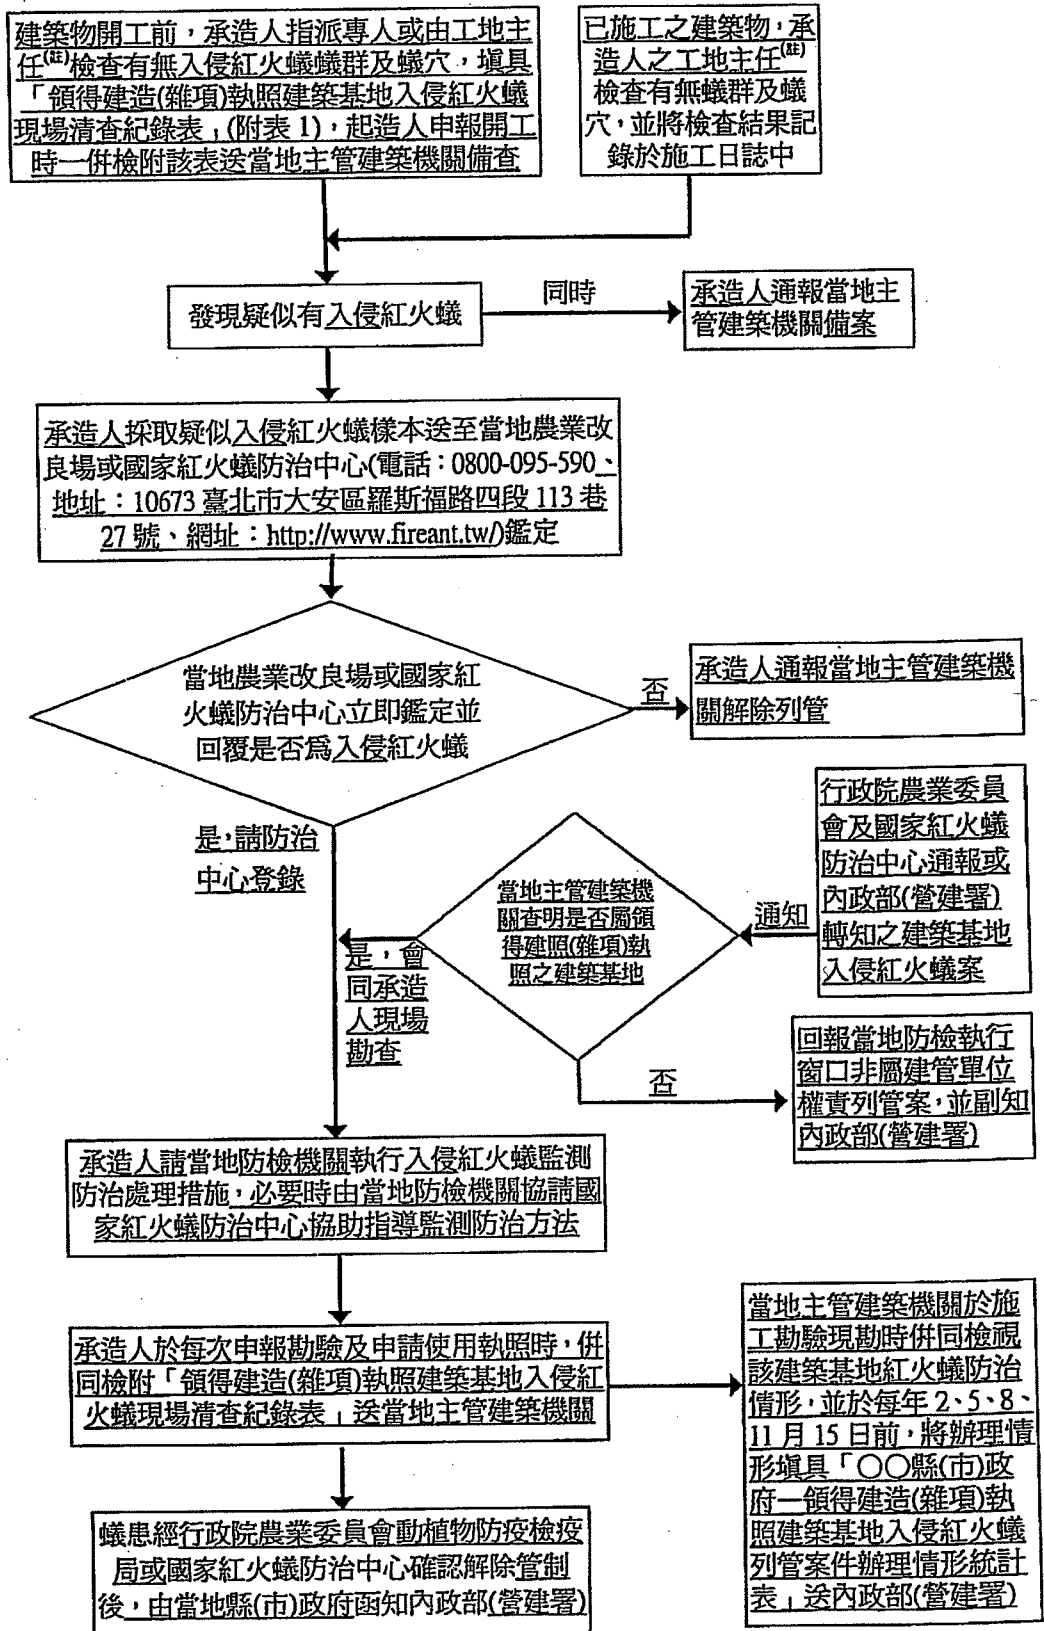 建築物開工前，承造人指派專人或由工地主
任(註)檢查有無入侵紅火蟻蟻群及蟻穴，填具
「領得建造(雜項)執照建築基地入侵紅火蟻
現場清查紀錄表」(附表1)，起造人申報開工
時一併檢附該表送當地主管建築機關備查
已施工之建築物，承
造人之工地主任(註)
檢查有無蟻群及蟻
穴，並將檢查結果記
錄於施工日誌中
發現疑似有入侵紅火蟻
同時
承造人通報當地主
管建築機關備案
承造人採取疑似入侵紅火蟻樣本送至當地農業改
良場或國家紅火蟻防治中心(電話：0800-095-590、
地址：10673臺北市大安區羅斯福路四段113巷
27號、網址：http://www.fireant.tw/)鑑定
當地農業改良場或國家紅
火蟻防治中心立即鑑定並
回覆是否為入侵紅火蟻
否
承造人通報當地主管建築機
關解除列管
是，請防治
中心登錄
行政院農業委員
會及國家紅火蟻
防治中心通報或
內政部(營建署)
轉知之建築基地
入侵紅火蟻案
通知
當地主管建築機
關查明是否屬領
得建照(雜項)執
照之建築基地
是，會
同承造
人現場
勘查
否
回報當地防檢執行
窗口非屬建管單位
權責列管案，並副知
內政部(營建署)
承造人請當地防檢機關執行入侵紅火蟻監測
防治處理措施，必要時由當地防檢機關協請國
家紅火蟻防治中心協助指導監測防治方法
承造人於每次申報勘驗及申請使用執照時，併
同檢附「領得建造(雜項)執照建築基地入侵紅
火蟻現場清查紀錄表」送當地主管建築機關
當地主管建築機關於施
工勘驗現勘時併同檢視
該建築基地紅火蟻防治
情形，並於每年2、5、8、
11月15日前，將辦理情
形填具「○○縣(市)政
府—領得建造(雜項)執
照建築基地入侵紅火蟻
列管案件辦理情形統計
表」送內政部(營建署)
蟻患經行政院農業委員會動植物防疫檢疫
局或國家紅火蟻防治中心確認解除管制
後，由當地縣(市)政府函知內政部(營建署)